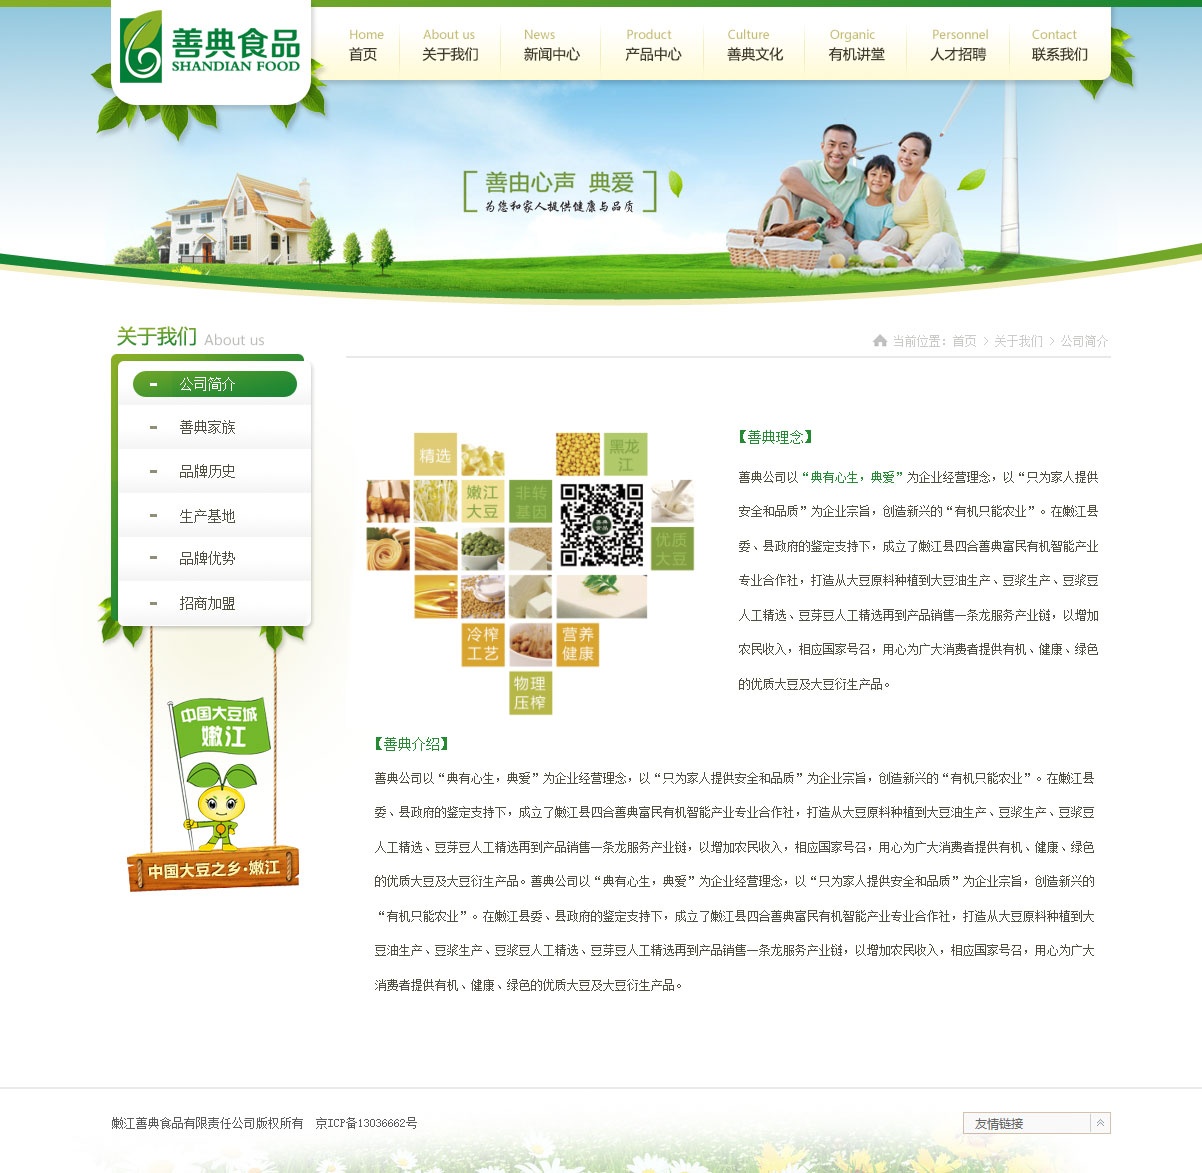 善典食品
SHANDIAN FOOD
Home
首页
About us
关于我们
News
新闻中心
Product
产品中心
Culture
善典文化
Organic
有机讲堂
Personnel
人才招聘
Contact
联系我们
善由心声 典爱
为您和家人提供健康与品质
关于我们 About us
当前位置：首页 > 关于我们 > 公司简介
公司简介
善典家族
品牌历史
生产基地
品牌优势
招商加盟
中国大豆城
嫩江
中国大豆之乡·嫩江
精选
黑龙江
嫩江大豆
非转基因
优质大豆
冷榨工艺
营养健康
物理压榨
【善典理念】
善典公司以“典有心生，典爱”为企业经营理念，以“只为家人提供
安全和品质”为企业宗旨，创造新兴的“有机只能农业”。在嫩江县
委、县政府的鉴定支持下，成立了嫩江县四合善典富民有机智能产业
专业合作社，打造从大豆原料种植到大豆油生产、豆浆生产、豆浆豆
人工精选、豆芽豆人工精选再到产品销售一条龙服务产业链，以增加
农民收入，相应国家号召，用心为广大消费者提供有机、健康、绿色
的优质大豆及大豆衍生产品。
【善典介绍】
善典公司以“典有心生，典爱”为企业经营理念，以“只为家人提供安全和品质”为企业宗旨，创造新兴的“有机只能农业”。在嫩江县
委、县政府的鉴定支持下，成立了嫩江县四合善典富民有机智能产业专业合作社，打造从大豆原料种植到大豆油生产、豆浆生产、豆浆豆
人工精选、豆芽豆人工精选再到产品销售一条龙服务产业链，以增加农民收入，相应国家号召，用心为广大消费者提供有机、健康、绿色
的优质大豆及大豆衍生产品。善典公司以“典有心生，典爱”为企业经营理念，以“只为家人提供安全和品质”为企业宗旨，创造新兴的
“有机只能农业”。在嫩江县委、县政府的鉴定支持下，成立了嫩江县四合善典富民有机智能产业专业合作社，打造从大豆原料种植到大
豆油生产、豆浆生产、豆浆豆人工精选、豆芽豆人工精选再到产品销售一条龙服务产业链，以增加农民收入，相应国家号召，用心为广大
消费者提供有机、健康、绿色的优质大豆及大豆衍生产品。
嫩江善典食品有限责任公司版权所有 京ICP备13036662号
友情链接